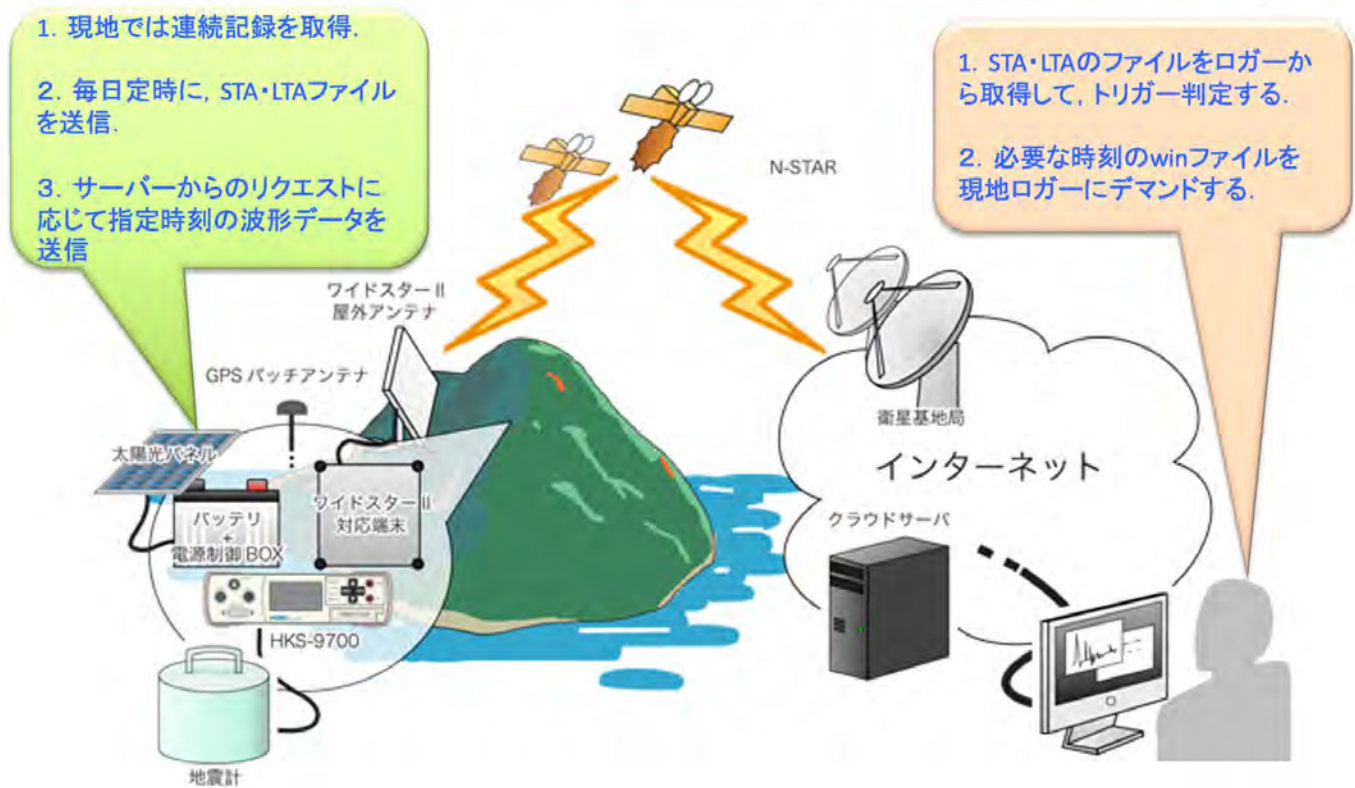 1. 現地では連続記録を取得.
2. 毎日定時に, STA・LTAファイル
を送信.
3. サーバーからのリクエストに
応じて指定時刻の波形データを
送信
1. STA・LTAのファイルをロガーか
ら取得して, トリガー判定する.
2. 必要な時刻のwinファイルを
現地ロガーにデマンドする.
N-STAR
ワイドスター II
屋外アンテナ
GPS パッチアンテナ
太陽光パネル
バッテリ
+
電源制御 BOX
ワイドスター II
対応端末
HKS-9700
地震計
衛星基地局
インターネット
クラウドサーバ